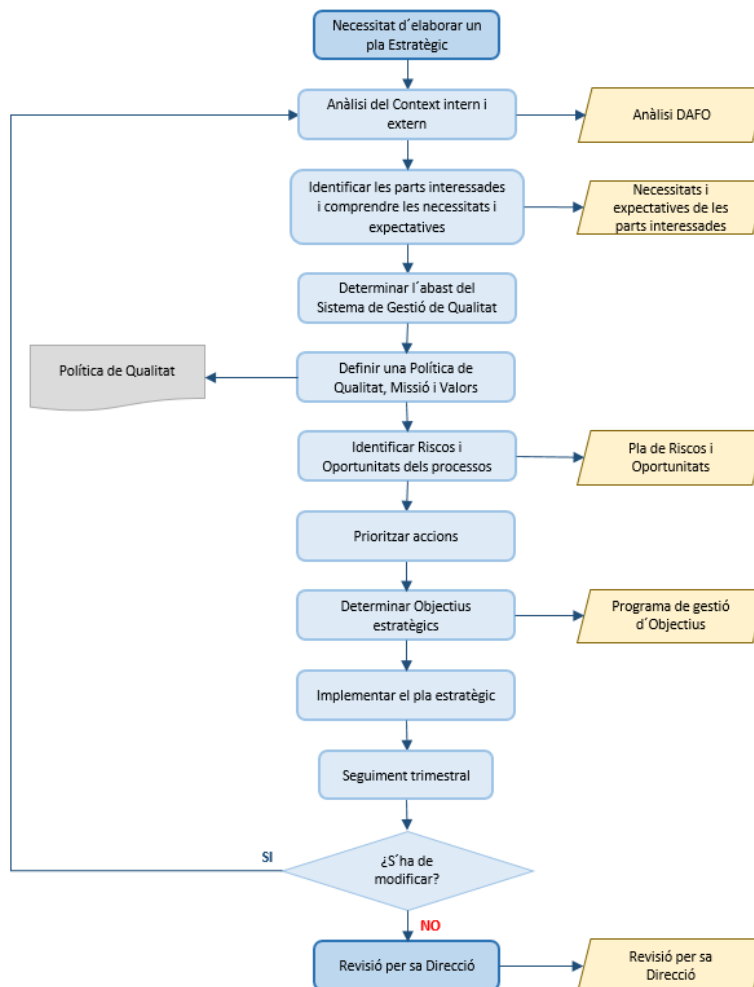 Necessitat d´elaborar un
pla Estratègic
Anàlisi del Context intern i
extern
Anàlisi DAFO
Identificar les parts interessades
i comprendre les necessitats i
expectatives
Necessitats i
expectatives de les
parts interessades
Determinar l´abast del
Sistema de Gestió de Qualitat
Política de Qualitat
Definir una Política de
Qualitat, Missió i Valors
Identificar Riscos i
Oportunitats dels processos
Pla de Riscos i
Oportunitats
Prioritzar accions
Determinar Objectius
estratègics
Programa de gestió
d´Objectius
Implementar el pla estratègic
Seguiment trimestral
SI
¿S´ha de
modificar?
NO
Revisió per sa Direcció
Revisió per sa
Direcció